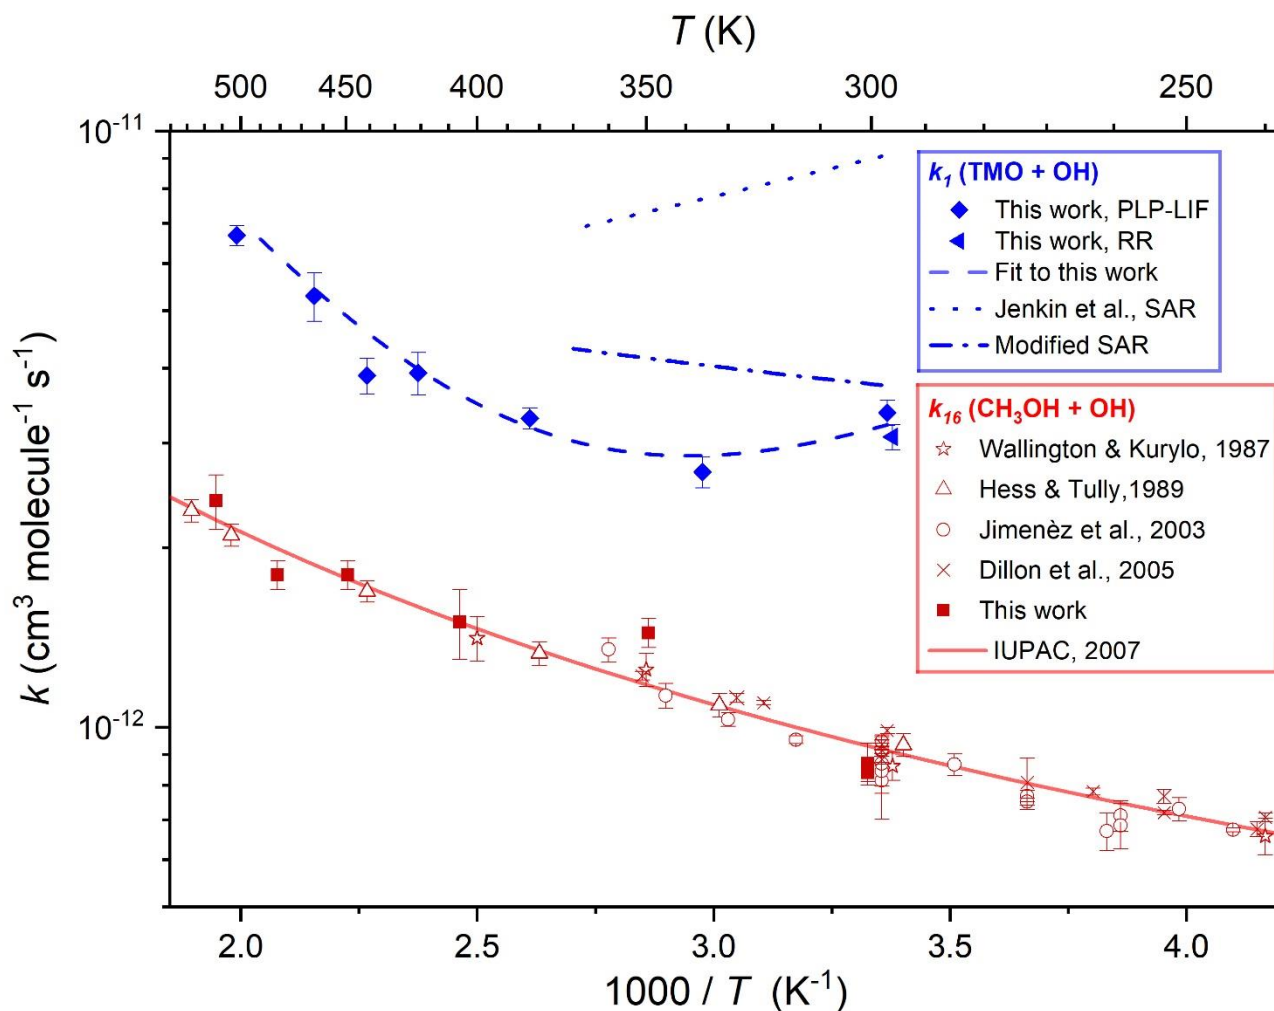 T (K)
500 450 400 350 300 250
10⁻¹¹
10⁻¹²
k (cm³ molecule⁻¹ s⁻¹)
k₁ (TMO + OH)
This work, PLP-LIF
This work, RR
Fit to this work
Jenkin et al., SAR
Modified SAR
k₁₆ (CH₃OH + OH)
Wallington & Kurylo, 1987
Hess & Tully,1989
Jimenèz et al., 2003
Dillon et al., 2005
This work
IUPAC, 2007
2.0 2.5 3.0 3.5 4.0
1000 / T (K⁻¹)